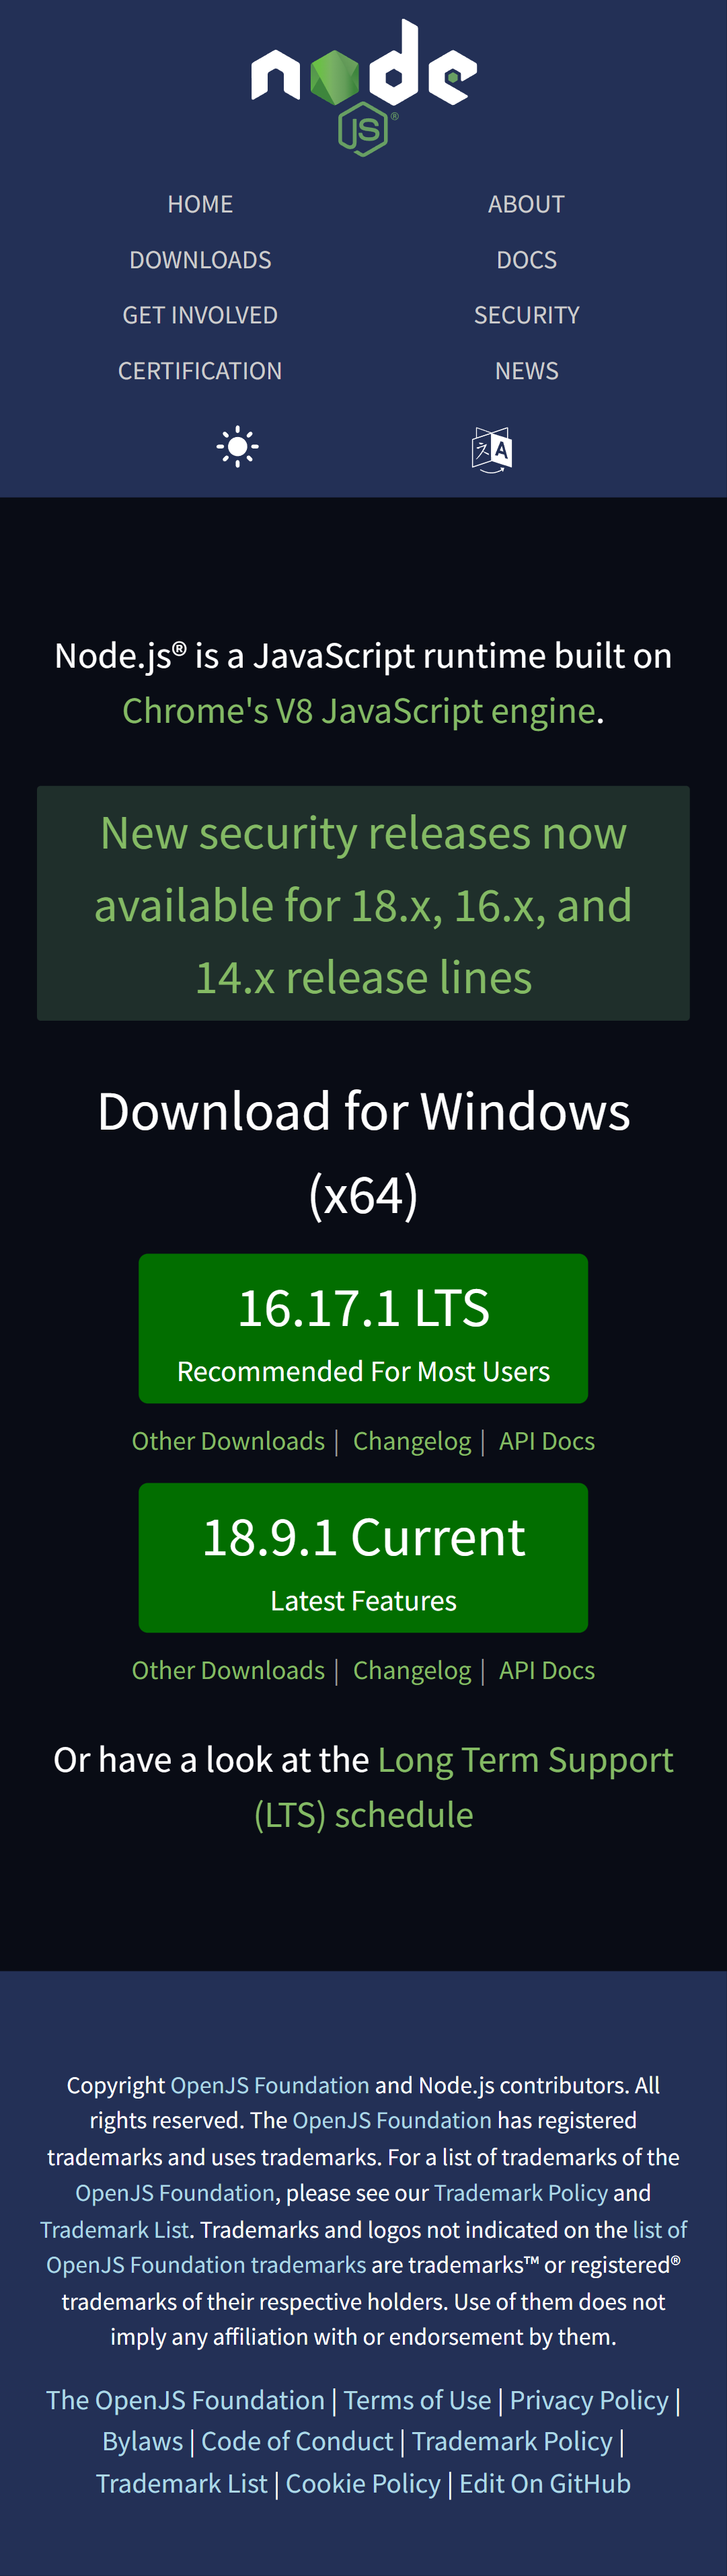 node
JS®
HOME ABOUT
DOWNLOADS DOCS
GET INVOLVED SECURITY
CERTIFICATION NEWS
文A
Node.js® is a JavaScript runtime built on
Chrome's V8 JavaScript engine.
New security releases now
available for 18.x, 16.x, and
14.x release lines
Download for Windows
(x64)
16.17.1 LTS
Recommended For Most Users
Other Downloads | Changelog | API Docs
18.9.1 Current
Latest Features
Other Downloads | Changelog | API Docs
Or have a look at the Long Term Support
(LTS) schedule
Copyright OpenJS Foundation and Node.js contributors. All
rights reserved. The OpenJS Foundation has registered
trademarks and uses trademarks. For a list of trademarks of the
OpenJS Foundation, please see our Trademark Policy and
Trademark List. Trademarks and logos not indicated on the list of
OpenJS Foundation trademarks are trademarks™ or registered®
trademarks of their respective holders. Use of them does not
imply any affiliation with or endorsement by them.
The OpenJS Foundation | Terms of Use | Privacy Policy |
Bylaws | Code of Conduct | Trademark Policy |
Trademark List | Cookie Policy | Edit On GitHub